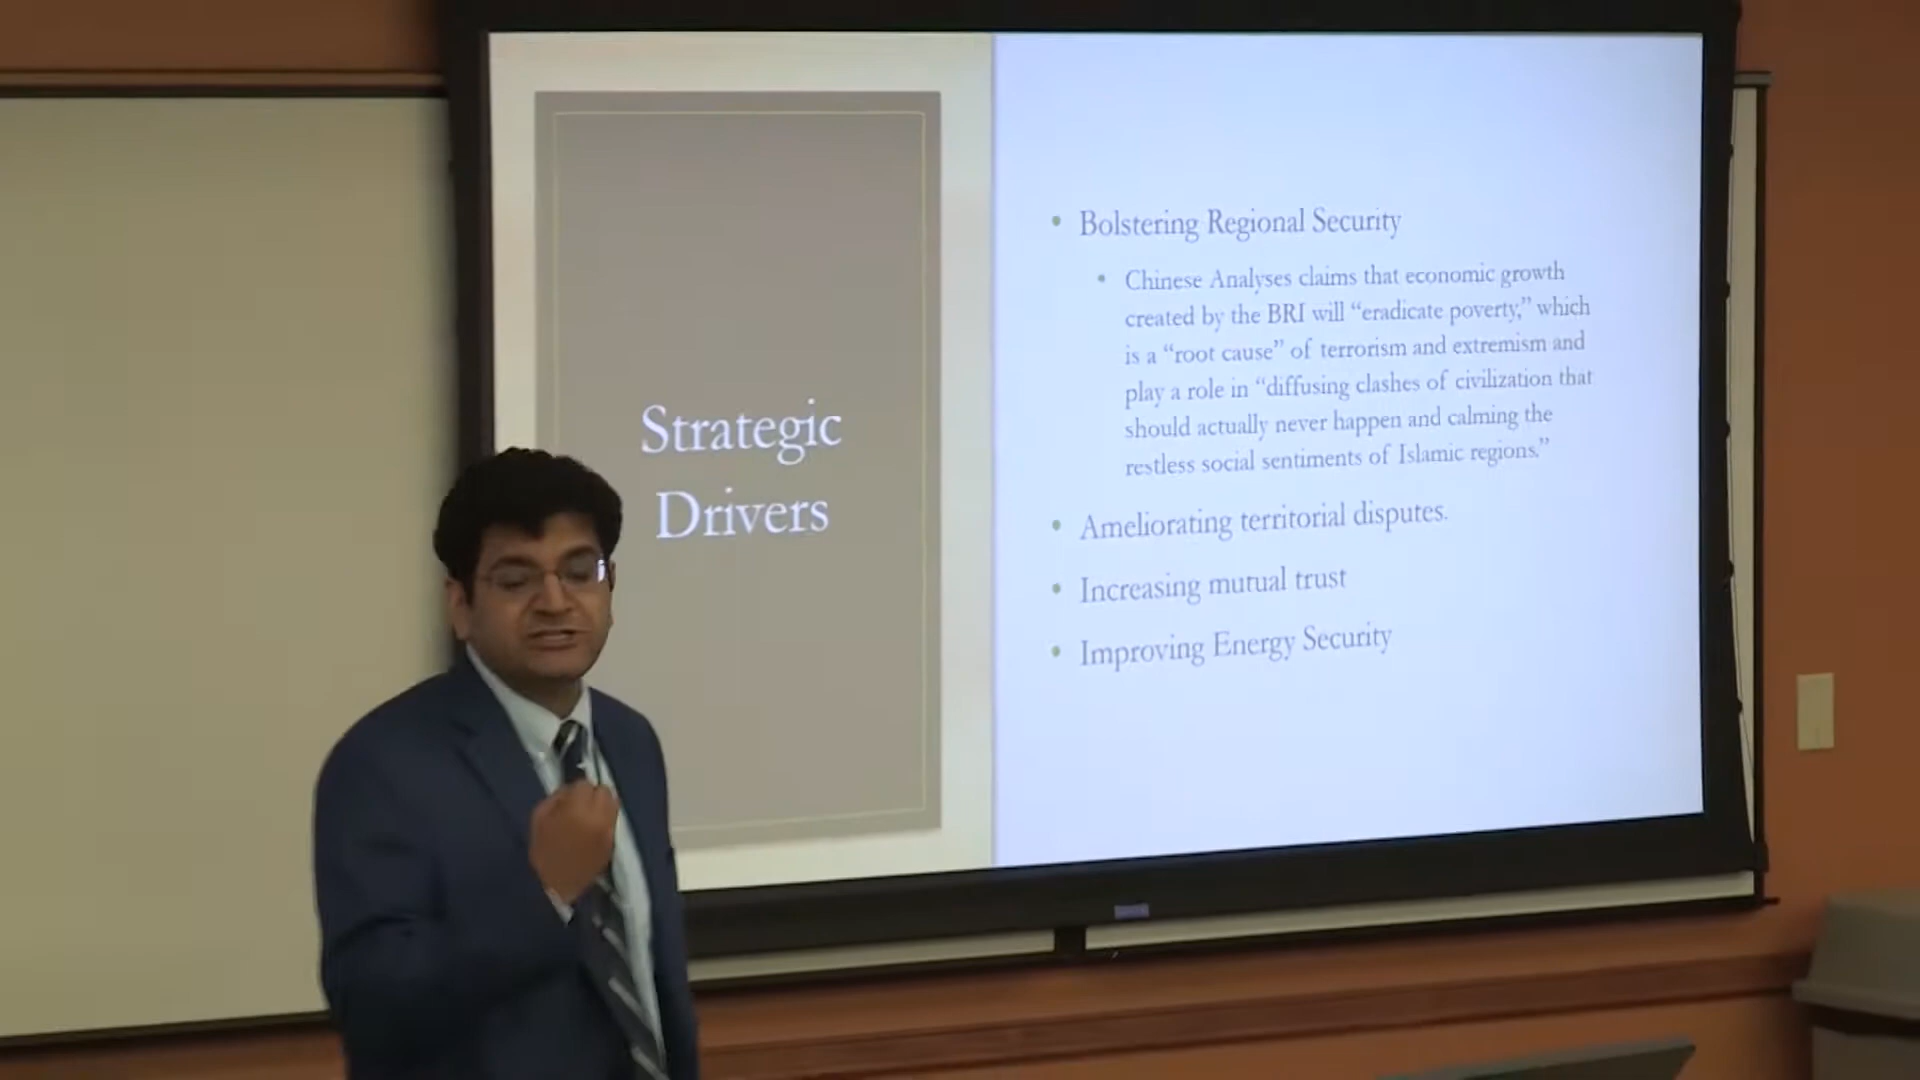 Strategic
Drivers
• Bolstering Regional Security
• Chinese Analyses claims that economic growth
created by the BRI will “eradicate poverty,” which
is a “root cause” of terrorism and extremism and
play a role in “diffusing clashes of civilization that
should actually never happen and calming the
restless social sentiments of Islamic regions.”
• Ameliorating territorial disputes.
• Increasing mutual trust
• Improving Energy Security